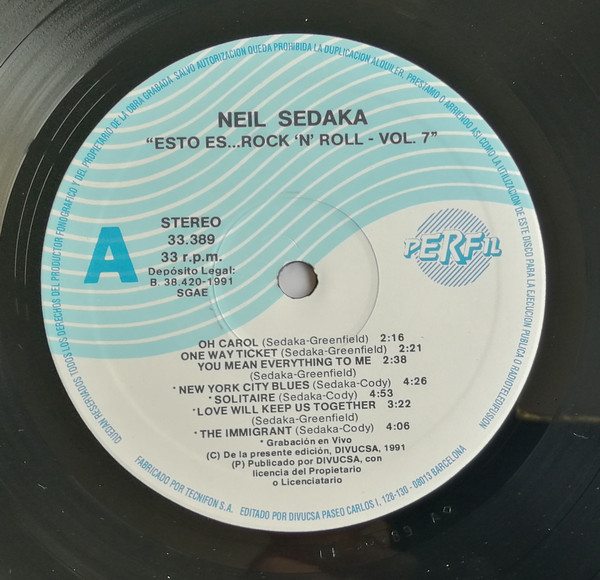 QUEDAN RESERVADOS TODOS LOS DERECHOS DEL PRODUCTOR FONOGRAFICO Y DEL PROPIETARIO DE LA OBRA GRABADA. SALVO AUTORIZACION QUEDA PROHIBIDA LA DUPLICACION ALQUILER, PRESTAMO O ARRIENDO ASI COMO LA UTILIZACION DE ESTE DISCO PARA LA EJECUCION PUBLICA O RADIOTELEDIFUSION
NEIL SEDAKA
"ESTO ES...ROCK 'N' ROLL - VOL. 7"
A
STEREO
33.389
33 r.p.m.
Depósito Legal:
B. 38.420-1991
SGAE
PERFIL
OH CAROL (Sedaka-Greenfield) 2:16
ONE WAY TICKET (Sedaka-Greenfield) 2:21
YOU MEAN EVERYTHING TO ME 2:38
(Sedaka-Greenfield)
* NEW YORK CITY BLUES (Sedaka-Cody) 4:26
* SOLITAIRE (Sedaka-Cody) 4:53
* LOVE WILL KEEP US TOGETHER 3:22
(Sedaka-Greenfield)
* THE IMMIGRANT (Sedaka-Cody) 4:06
* Grabación en Vivo
(C) De la presente edición, DIVUCSA, 1991
(P) Publicado por DIVUCSA, con
licencia del Propietario
o Licenciatario
FABRICADO POR TECNIFON S.A. EDITADO POR DIVUCSA PASEO CARLOS I, 128-130 - 08013 BARCELONA